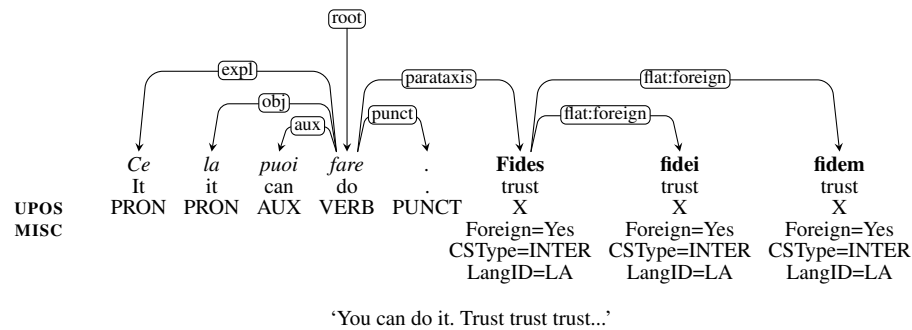 root
expl parataxis flat:foreign
obj punct flat:foreign
aux
Ce la puoi fare . Fides fidei fidem
It it can do . trust trust trust
UPOS PRON PRON AUX VERB PUNCT X X X
MISC Foreign=Yes Foreign=Yes Foreign=Yes
CSType=INTER CSType=INTER CSType=INTER
LangID=LA LangID=LA LangID=LA
‘You can do it. Trust trust trust...’